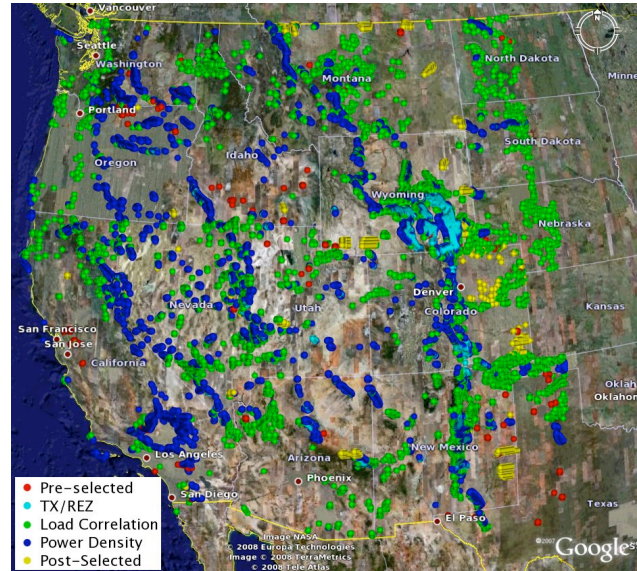 Vancouver
Seattle
Washington
Montana
North Dakota
Minne
Portland
Oregon
Idaho
South Dakota
Wyoming
Nebraska
Denver
Nevada
Utah
Colorado
Kansas
San Francisco
San Jose
California
Oklah
Oklahom
Los Angeles
Arizona
New Mexico
Phoenix
San Diego
Texas
El Paso
Pre-selected
TX/REZ
Load Correlation
Power Density
Post-Selected
Image NASA
© 2008 Europa Technologies
Image © 2008 TerraMetrics
© 2008 Tele Atlas
©2007 Google
N